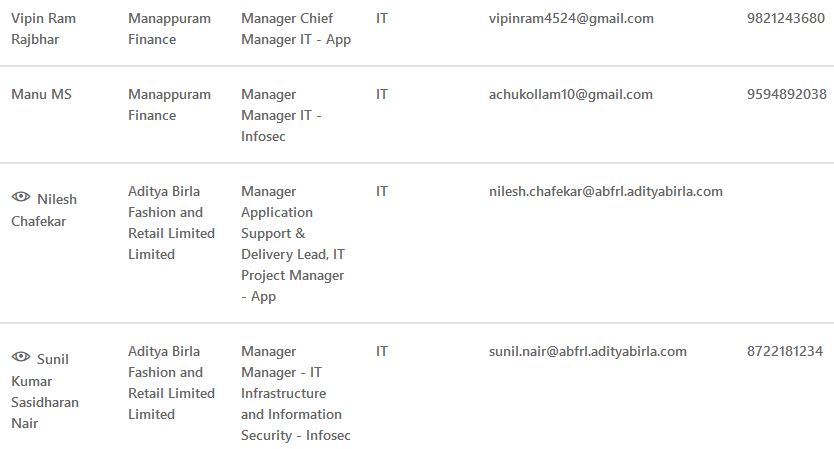 Vipin Ram Rajbhar
Manappuram Finance
Manager Chief Manager IT - App
IT
vipinram4524@gmail.com
9821243680
Manu MS
Manappuram Finance
Manager Manager IT - Infosec
IT
achukollam10@gmail.com
9594892038
Nilesh Chafekar
Aditya Birla Fashion and Retail Limited Limited
Manager Application Support & Delivery Lead, IT Project Manager - App
IT
nilesh.chafekar@abfrl.adityabirla.com
Sunil Kumar Sasidharan Nair
Aditya Birla Fashion and Retail Limited Limited
Manager Manager - IT Infrastructure and Information Security - Infosec
IT
sunil.nair@abfrl.adityabirla.com
8722181234